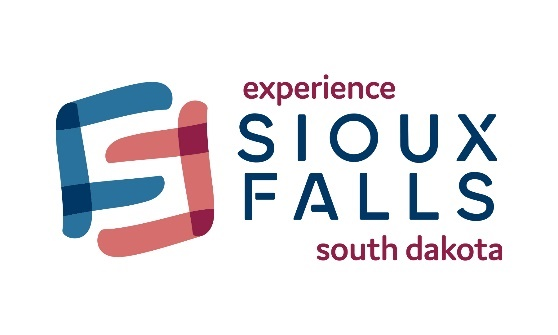 experience
SIOUX
FALLS
south dakota